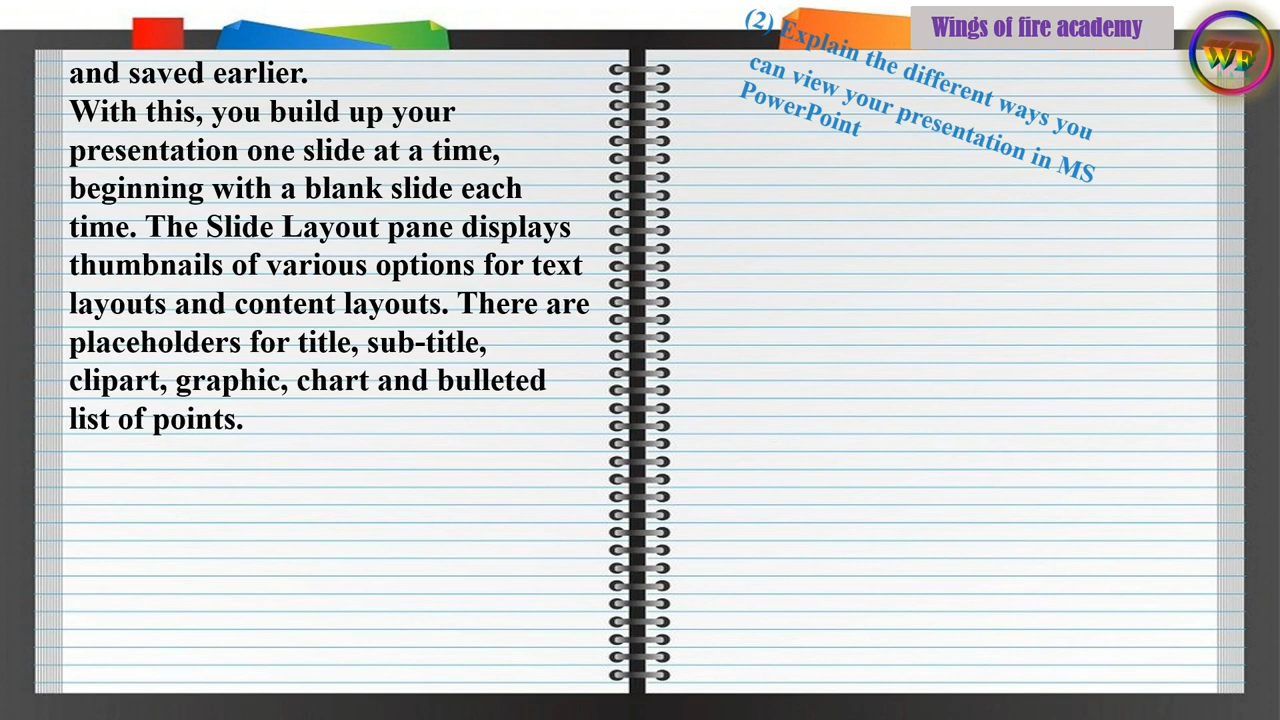 and saved earlier.
With this, you build up your
presentation one slide at a time,
beginning with a blank slide each
time. The Slide Layout pane displays
thumbnails of various options for text
layouts and content layouts. There are
placeholders for title, sub-title,
clipart, graphic, chart and bulleted
list of points.
(2) Explain the different ways you
can view your presentation in MS
PowerPoint
Wings of fire academy
WF